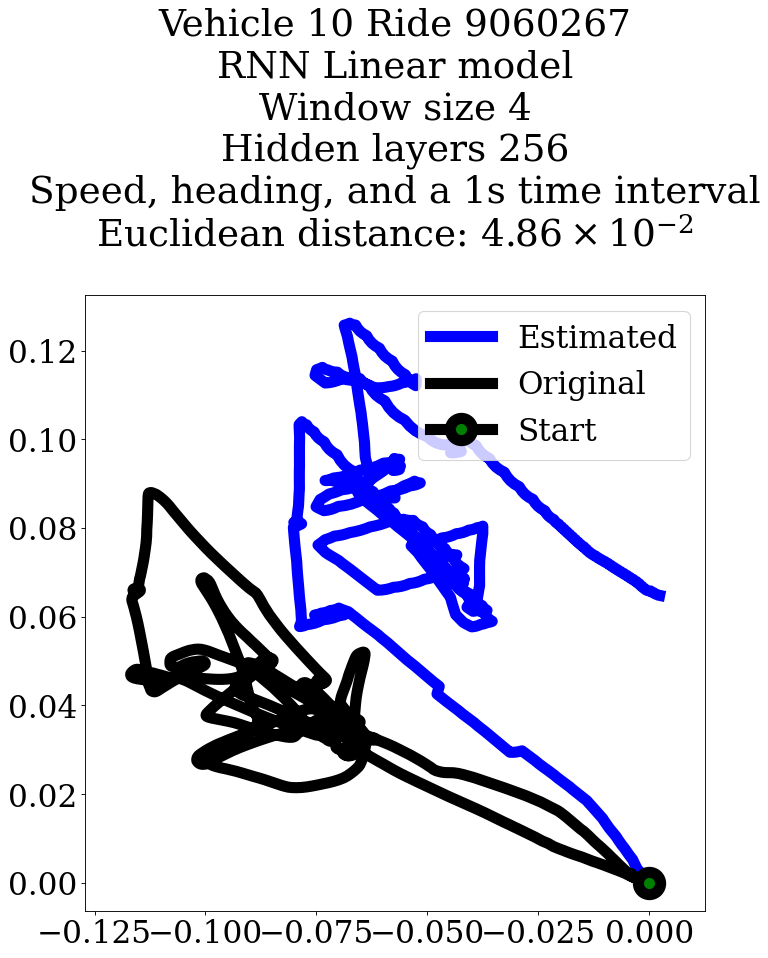 Vehicle 10 Ride 9060267
RNN Linear model
Window size 4
Hidden layers 256
Speed, heading, and a 1s time interval
Euclidean distance: 4.86 × 10⁻²
Estimated
Original
Start
0.12
0.10
0.08
0.06
0.04
0.02
0.00
−0.125 −0.100 −0.075 −0.050 −0.025 0.000